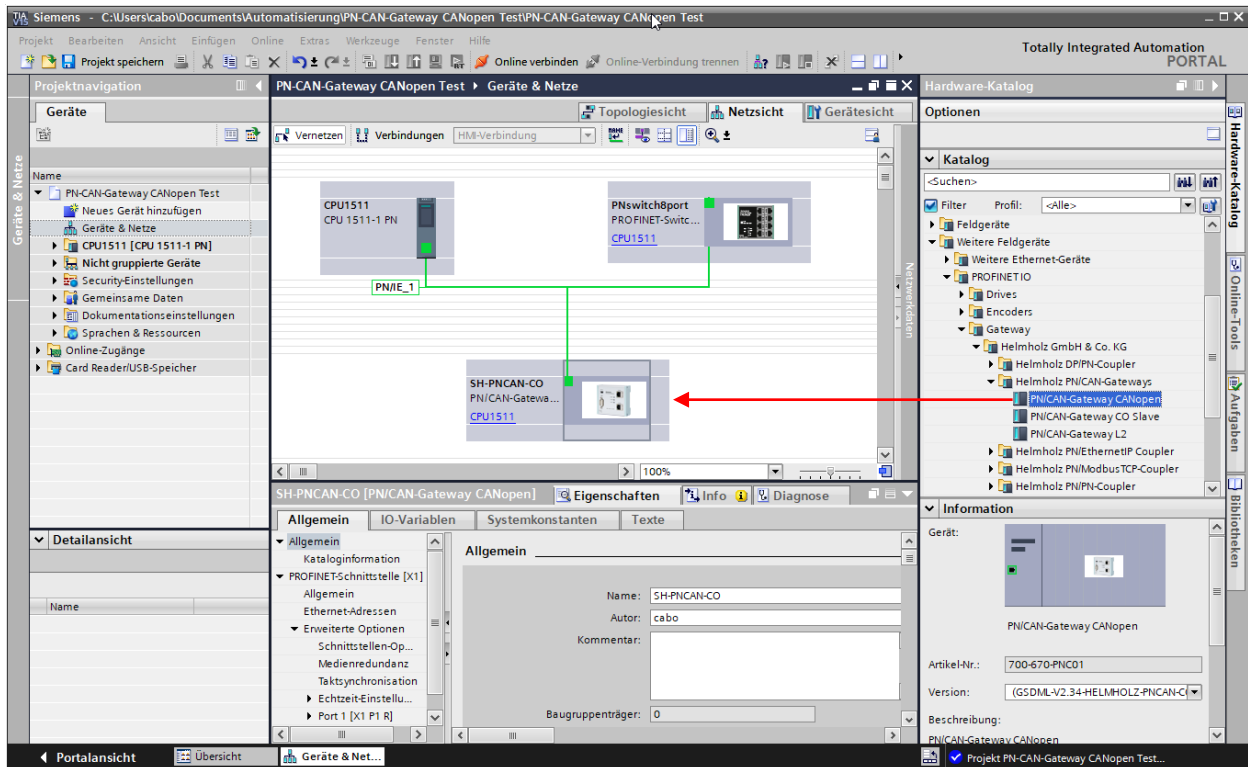 Siemens - C:\Users\cabo\Documents\Automatisierung\PN-CAN-Gateway CANopen Test\PN-CAN-Gateway CANopen Test
Projekt Bearbeiten Ansicht Einfügen Online Extras Werkzeuge Fenster Hilfe
Totally Integrated Automation
PORTAL
Projekt speichern
Online verbinden
Online-Verbindung trennen
Projektnavigation
Geräte
Geräte & Netze
Name
PN-CAN-Gateway CANopen Test
Neues Gerät hinzufügen
Geräte & Netze
CPU1511 [CPU 1511-1 PN]
Nicht gruppierte Geräte
Security-Einstellungen
Gemeinsame Daten
Dokumentationseinstellungen
Sprachen & Ressourcen
Online-Zugänge
Card Reader/USB-Speicher
Detailansicht
Name
PN-CAN-Gateway CANopen Test ▸ Geräte & Netze
Topologiesicht
Netzsicht
Gerätesicht
Vernetzen
Verbindungen
HMI-Verbindung
CPU1511
CPU 1511-1 PN
PNswitch8port
PROFINET-Switc...
CPU1511
PN/IE_1
SH-PNCAN-CO
PN/CAN-Gatewa...
CPU1511
Netzwerkdaten
100%
SH-PNCAN-CO [PN/CAN-Gateway CANopen]
Eigenschaften
Info
Diagnose
Allgemein
IO-Variablen
Systemkonstanten
Texte
Allgemein
Kataloginformation
PROFINET-Schnittstelle [X1]
Allgemein
Ethernet-Adressen
Erweiterte Optionen
Schnittstellen-Op...
Medienredundanz
Taktsynchronisation
Echtzeit-Einstellu...
Port 1 [X1 P1 R]
Allgemein
Name: SH-PNCAN-CO
Autor: cabo
Kommentar:
Baugruppenträger: 0
Hardware-Katalog
Optionen
Katalog
<Suchen>
Filter Profil: <Alle>
Feldgeräte
Weitere Feldgeräte
Weitere Ethernet-Geräte
PROFINET IO
Drives
Encoders
Gateway
Helmholz GmbH & Co. KG
Helmholz DP/PN-Coupler
Helmholz PN/CAN-Gateways
PN/CAN-Gateway CANopen
PN/CAN-Gateway CO Slave
PN/CAN-Gateway L2
Helmholz PN/EthernetIP Coupler
Helmholz PN/ModbusTCP-Coupler
Helmholz PN/PN-Coupler
Information
Gerät:
PN/CAN-Gateway CANopen
Artikel-Nr.: 700-670-PNC01
Version: (GSDML-V2.34-HELMHOLZ-PNCAN-C
Beschreibung:
PN/CAN-Gateway CANopen
Hardware-Katalog
Online-Tools
Aufgaben
Bibliotheken
Portalansicht
Übersicht
Geräte & Net...
Projekt PN-CAN-Gateway CANopen Test...